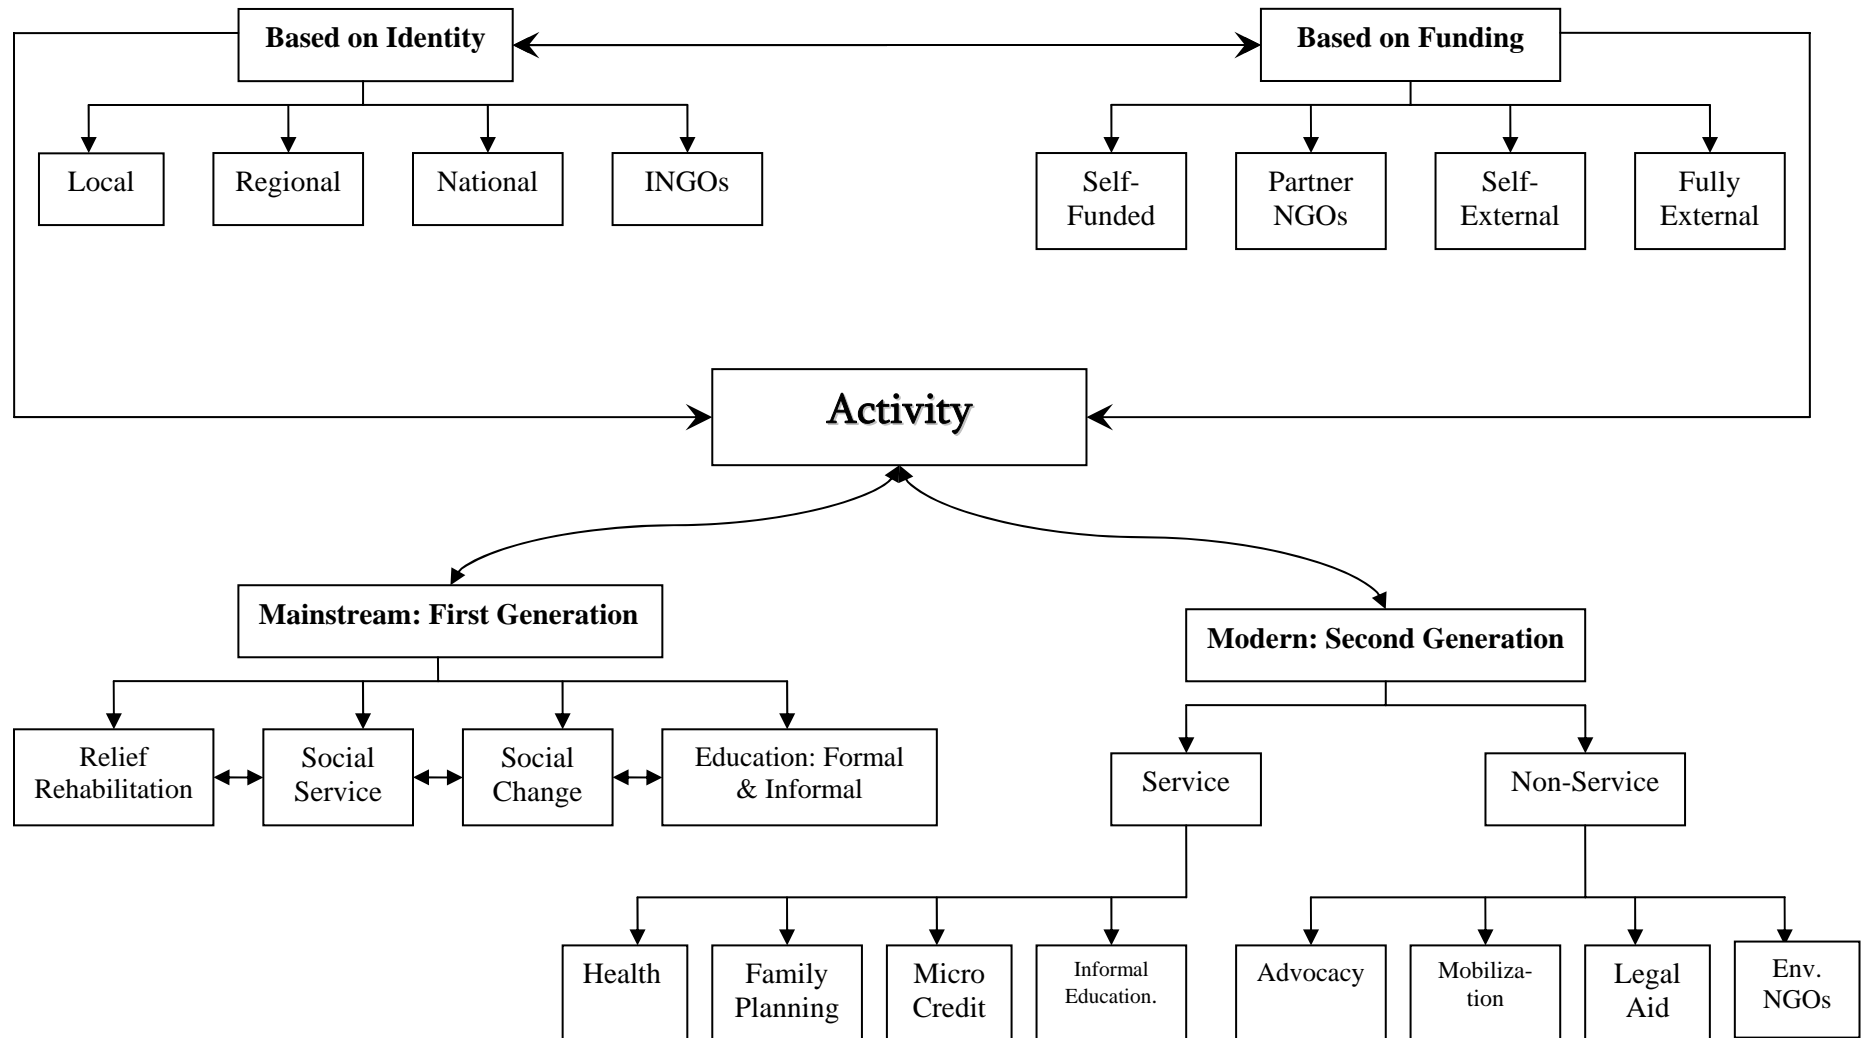 Based on Identity
Based on Funding
Local
Regional
National
INGOs
Self-
Funded
Partner
NGOs
Self-
External
Fully
External
Activity
Mainstream: First Generation
Modern: Second Generation
Relief
Rehabilitation
Social
Service
Social
Change
Education: Formal
& Informal
Service
Non-Service
Health
Family
Planning
Micro
Credit
Informal
Education.
Advocacy
Mobiliza-
tion
Legal
Aid
Env.
NGOs